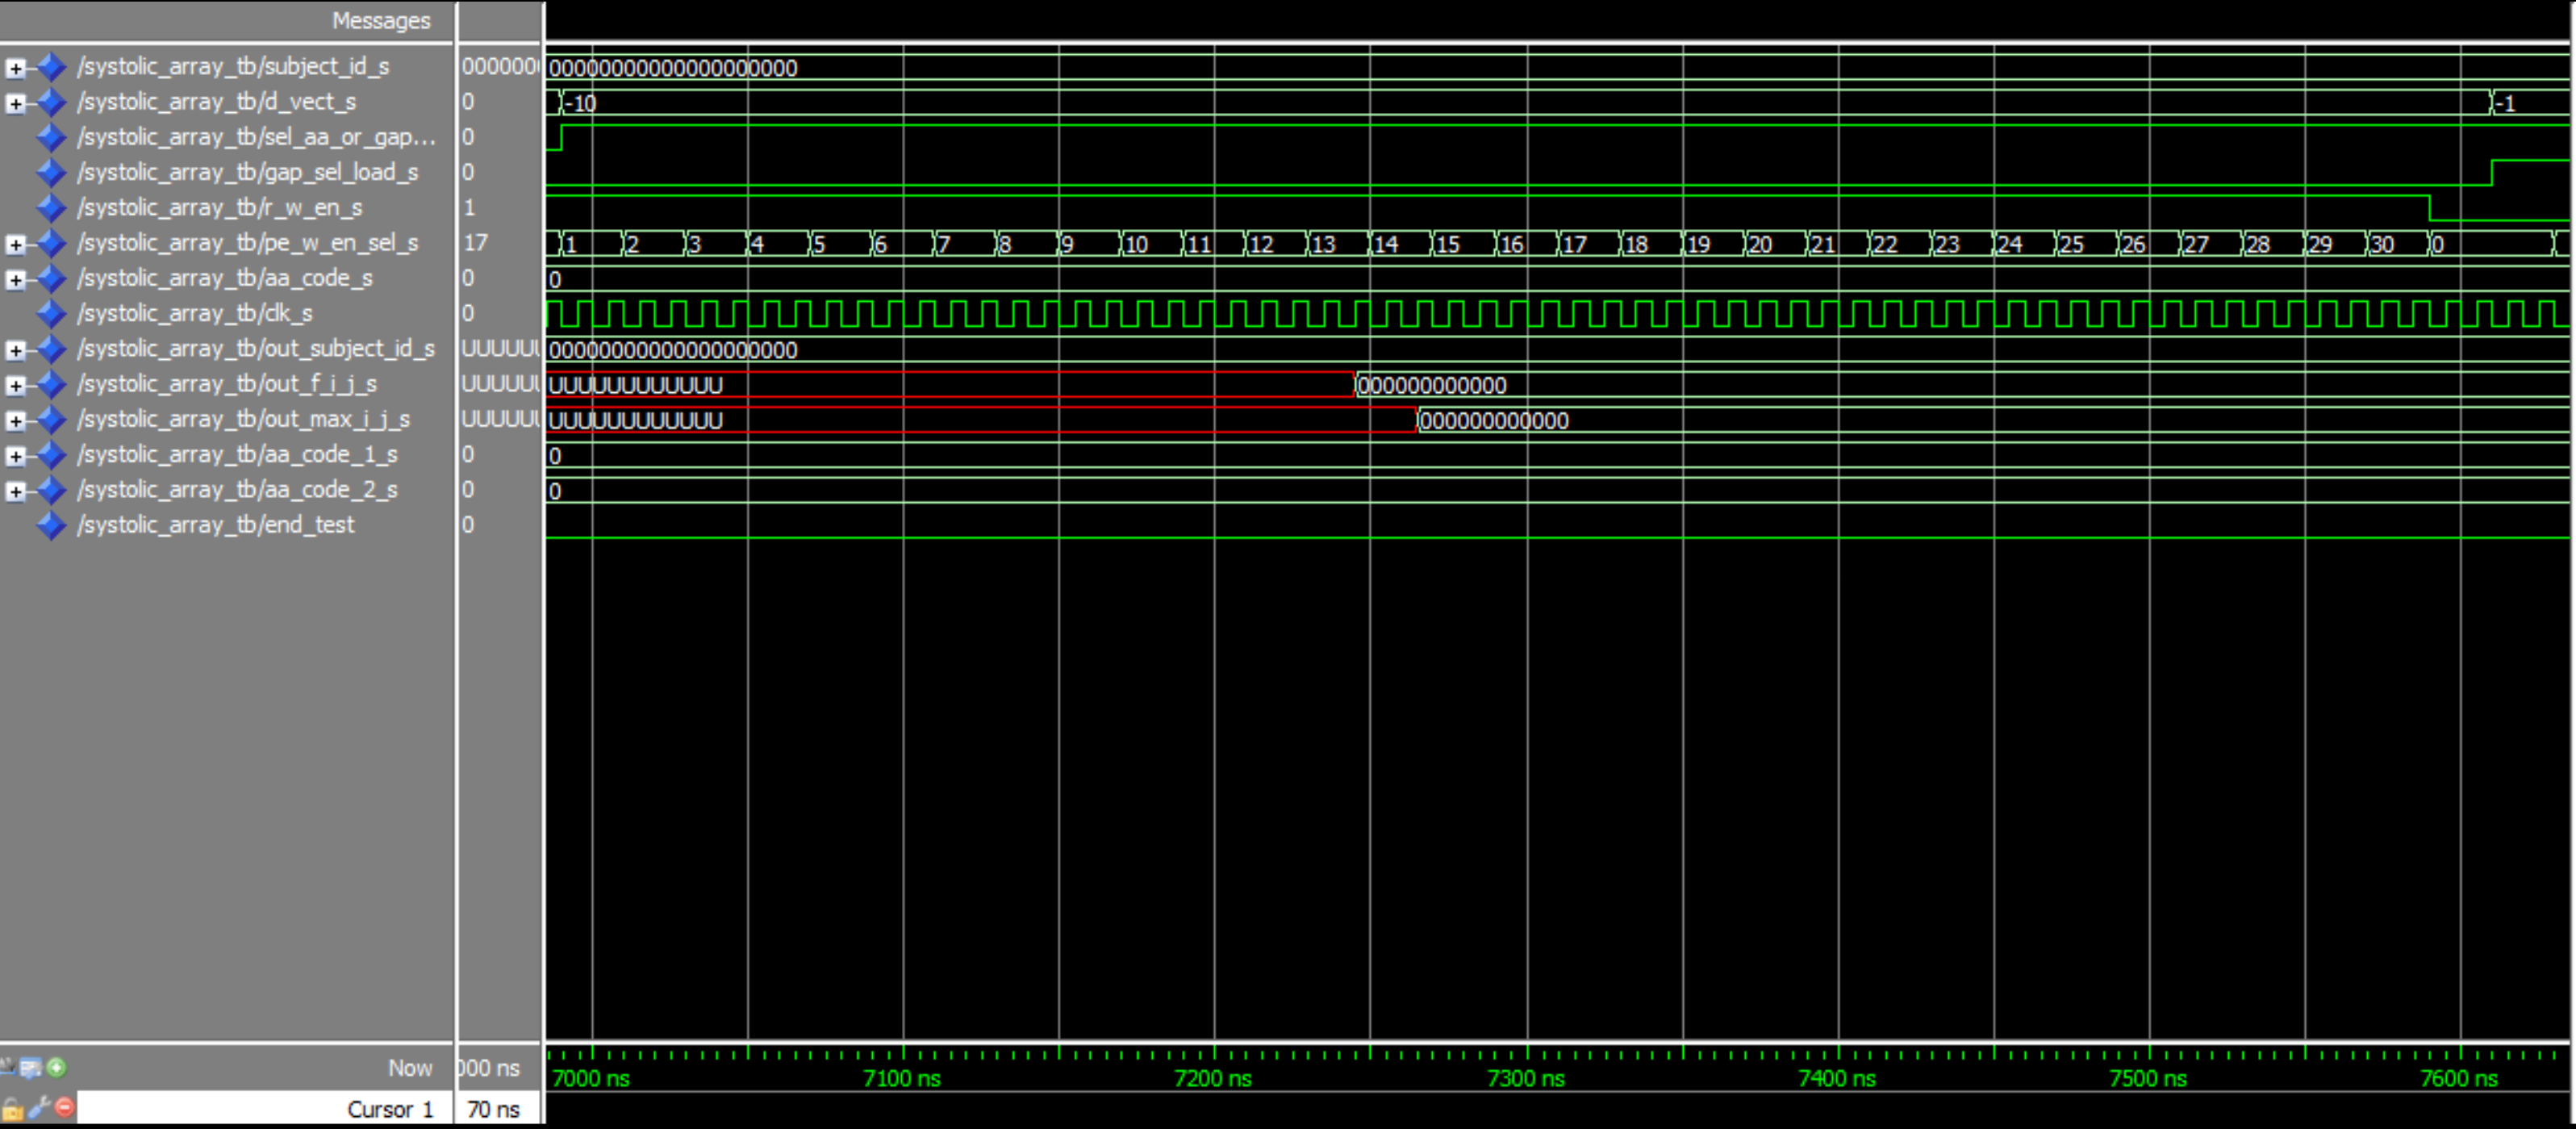 Messages
/systolic_array_tb/subject_id_s 0000000 00000000000000000000
/systolic_array_tb/d_vect_s 0 -10 -1
/systolic_array_tb/sel_aa_or_gap... 0
/systolic_array_tb/gap_sel_load_s 0
/systolic_array_tb/r_w_en_s 1
/systolic_array_tb/pe_w_en_sel_s 17 1 2 3 4 5 6 7 8 9 10 11 12 13 14 15 16 17 18 19 20 21 22 23 24 25 26 27 28 29 30 0
/systolic_array_tb/aa_code_s 0 0
/systolic_array_tb/clk_s 0
/systolic_array_tb/out_subject_id_s UUUUUU 00000000000000000000
/systolic_array_tb/out_f_i_j_s UUUUUU UUUUUUUUUUUU 000000000000
/systolic_array_tb/out_max_i_j_s UUUUUU UUUUUUUUUUUU 000000000000
/systolic_array_tb/aa_code_1_s 0 0
/systolic_array_tb/aa_code_2_s 0 0
/systolic_array_tb/end_test 0
Now 000 ns 7000 ns 7100 ns 7200 ns 7300 ns 7400 ns 7500 ns 7600 ns
Cursor 1 70 ns